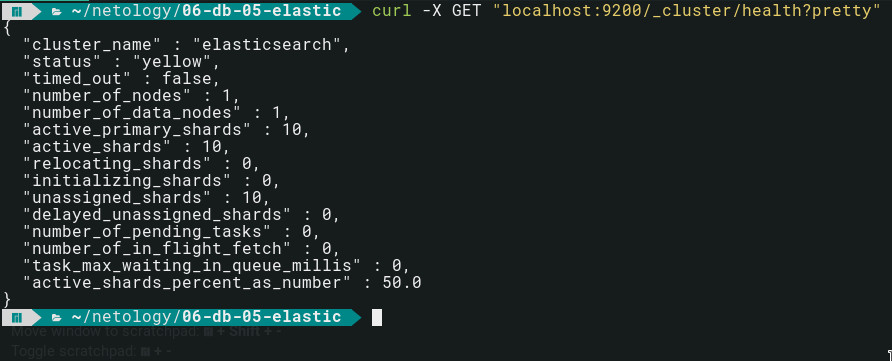 ~/netology/06-db-05-elastic curl -X GET "localhost:9200/_cluster/health?pretty"
{
  "cluster_name" : "elasticsearch",
  "status" : "yellow",
  "timed_out" : false,
  "number_of_nodes" : 1,
  "number_of_data_nodes" : 1,
  "active_primary_shards" : 10,
  "active_shards" : 10,
  "relocating_shards" : 0,
  "initializing_shards" : 0,
  "unassigned_shards" : 10,
  "delayed_unassigned_shards" : 0,
  "number_of_pending_tasks" : 0,
  "number_of_in_flight_fetch" : 0,
  "task_max_waiting_in_queue_millis" : 0,
  "active_shards_percent_as_number" : 50.0
}
~/netology/06-db-05-elastic
Move window to scratchpad: + Shift + -
Toggle scratchpad: + -